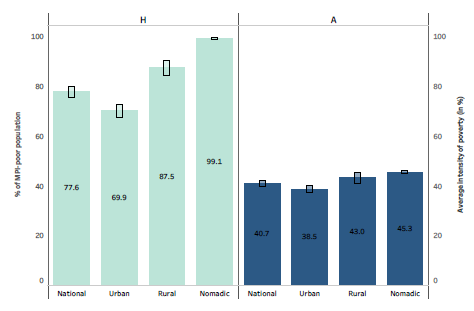 H
A
% of MPI-poor population
100
80
60
40
20
0
77.6
69.9
87.5
99.1
40.7
38.5
43.0
45.3
100
80
60
40
20
0
Average intensity of poverty (in %)
National
Urban
Rural
Nomadic
National
Urban
Rural
Nomadic